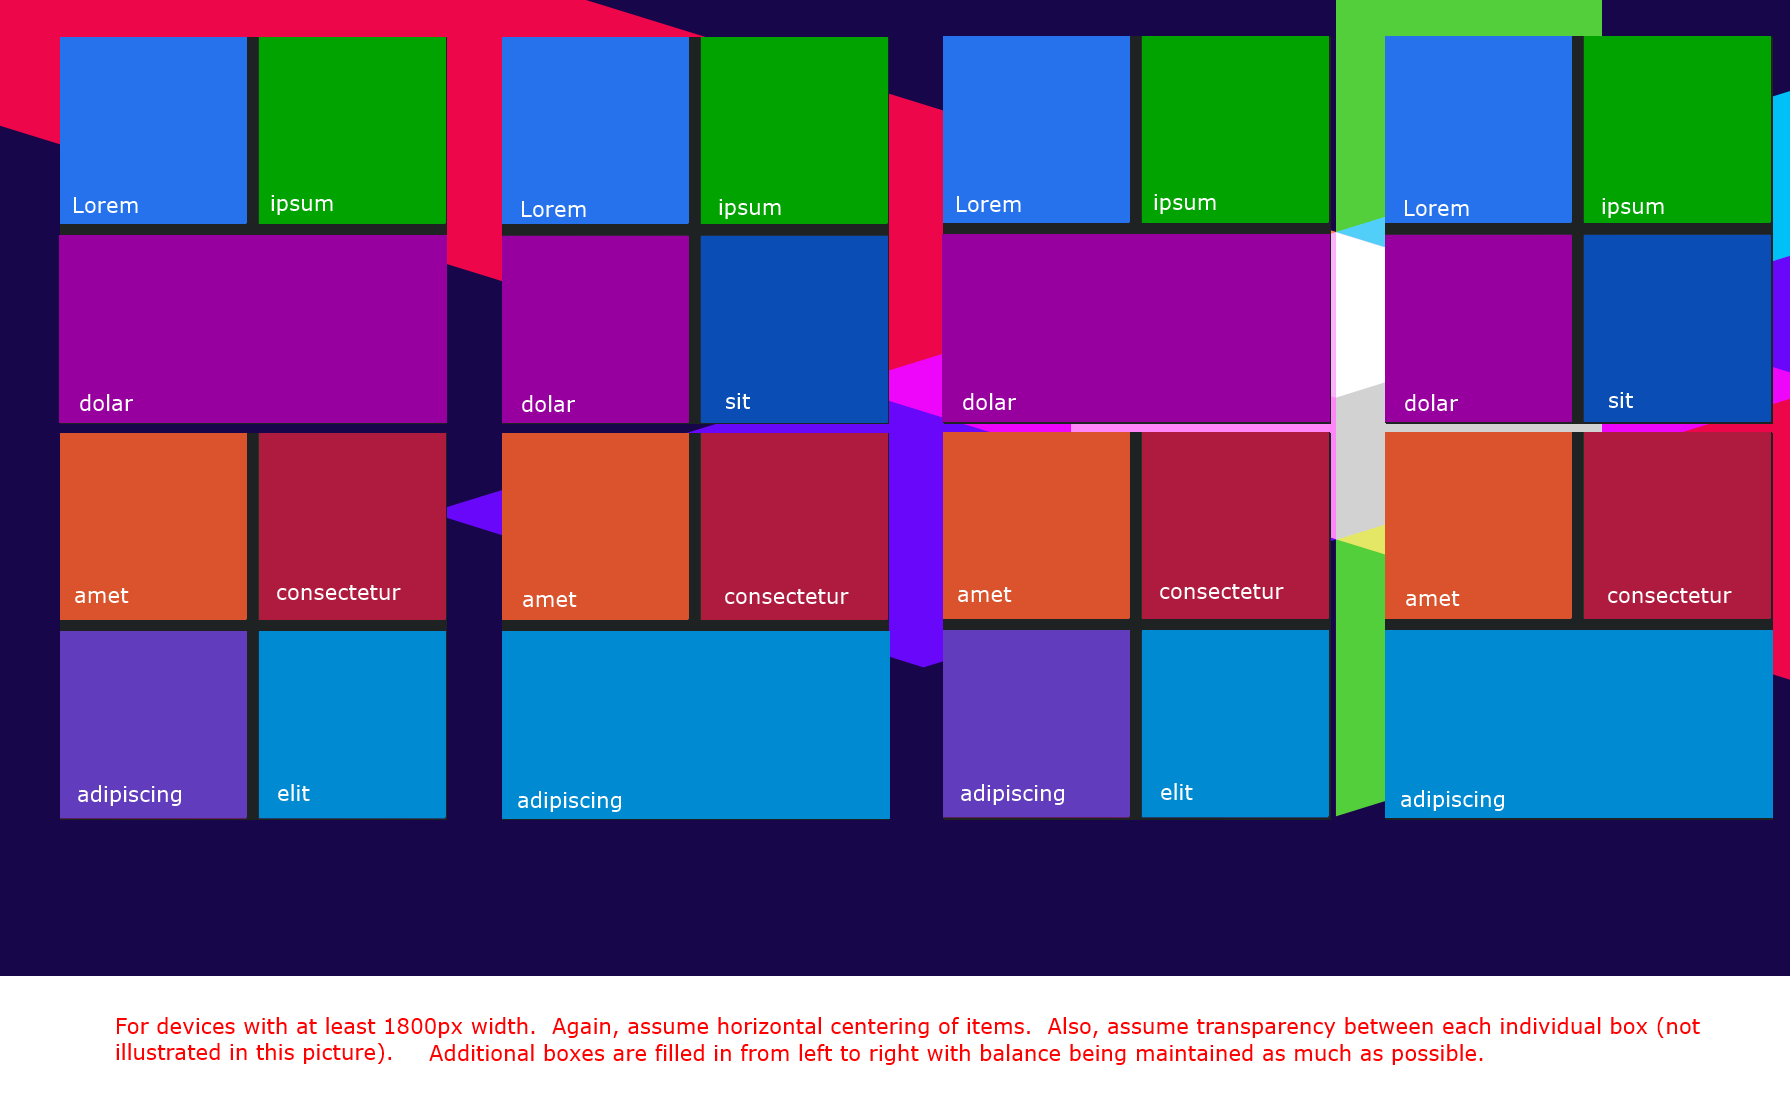 Lorem
ipsum
dolar
amet
consectetur
adipiscing
elit
Lorem
ipsum
dolar
sit
amet
consectetur
adipiscing
Lorem
ipsum
dolar
amet
consectetur
adipiscing
elit
Lorem
ipsum
dolar
sit
amet
consectetur
adipiscing
For devices with at least 1800px width.  Again, assume horizontal centering of items.  Also, assume transparency between each individual box (not
illustrated in this picture).     Additional boxes are filled in from left to right with balance being maintained as much as possible.